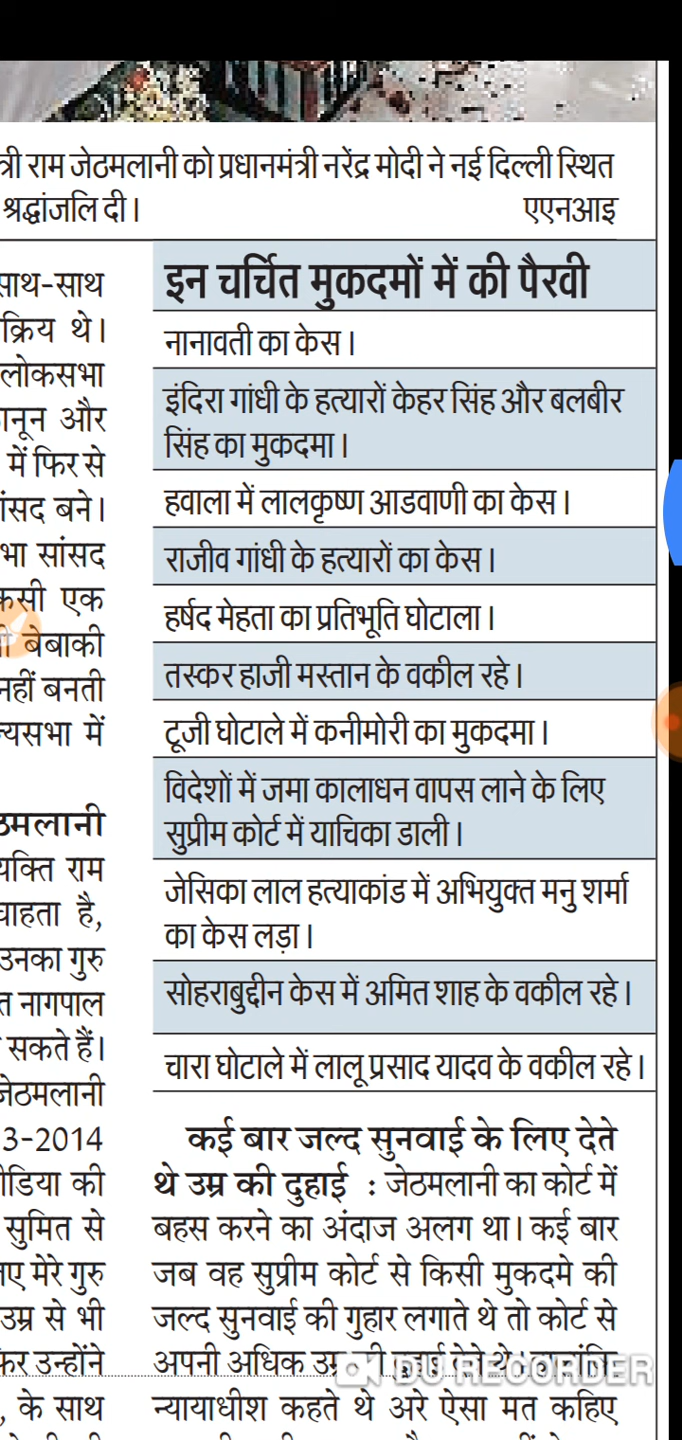 त्री राम जेठमलानी को प्रधानमंत्री नरेंद्र मोदी ने नई दिल्ली स्थित
श्रद्धांजलि दी। एएनआइ
साथ-साथ
क्रिय थे।
लोकसभा
नून और
में फिर से
सांसद बने।
भा सांसद
कसी एक
बेबाकी
नहीं बनती
ज्यसभा में
ठमलानी
यक्ति राम
चाहता है,
उनका गुरु
त नागपाल
सकते हैं।
जेठमलानी
3-2014
ीडिया की
सुमित से
मेरे गुरु
उम्र से भी
फिर उन्होंने
, के साथ
इन चर्चित मुकदमों में की पैरवी
नानावती का केस।
इंदिरा गांधी के हत्यारों केहर सिंह और बलबीर
सिंह का मुकदमा।
हवाला में लालकृष्ण आडवाणी का केस।
राजीव गांधी के हत्यारों का केस।
हर्षद मेहता का प्रतिभूति घोटाला।
तस्कर हाजी मस्तान के वकील रहे।
टूजी घोटाले में कनीमोरी का मुकदमा।
विदेशों में जमा कालाधन वापस लाने के लिए
सुप्रीम कोर्ट में याचिका डाली।
जेसिका लाल हत्याकांड में अभियुक्त मनु शर्मा
का केस लड़ा।
सोहराबुद्दीन केस में अमित शाह के वकील रहे।
चारा घोटाले में लालू प्रसाद यादव के वकील रहे।
कई बार जल्द सुनवाई के लिए देते
थे उम्र की दुहाई : जेठमलानी का कोर्ट में
बहस करने का अंदाज अलग था। कई बार
जब वह सुप्रीम कोर्ट से किसी मुकदमे की
जल्द सुनवाई की गुहार लगाते थे तो कोर्ट से
अपनी अधिक उम्र की दुहाई देते थे।
न्यायाधीश कहते थे अरे ऐसा मत कहिए
DU RECORDER